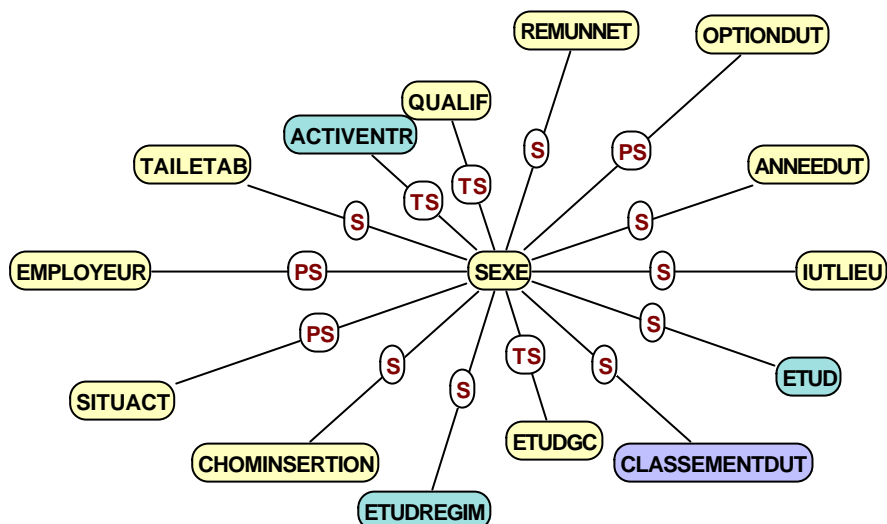 REMUNNET
OPTIONDUT
QUALIF
ACTIVENTR
S
PS
TAILETAB
TS
TS
ANNEEDUT
S
S
EMPLOYEUR
PS
SEXE
S
IUTLIEU
PS
S
TS
S
S
ETUD
S
SITUACT
ETUDGC
CHOMINSERTION
CLASSEMENTDUT
ETUDREGIM